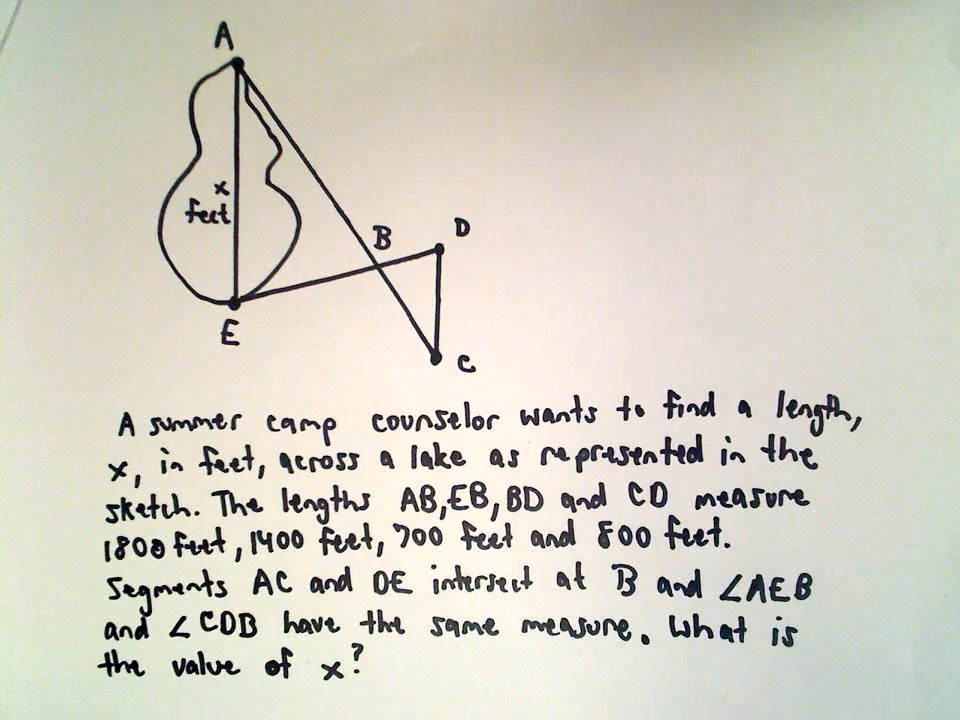 A
x
feet
B
D
E
C
A summer camp counselor wants to find a length,
x, in feet, across a lake as represented in the
sketch. The lengths AB, EB, BD and CD measure
1800 feet, 1400 feet, 700 feet and 800 feet.
Segments AC and DE intersect at B and ∠AEB
and ∠CDB have the same measure. What is
the value of x?